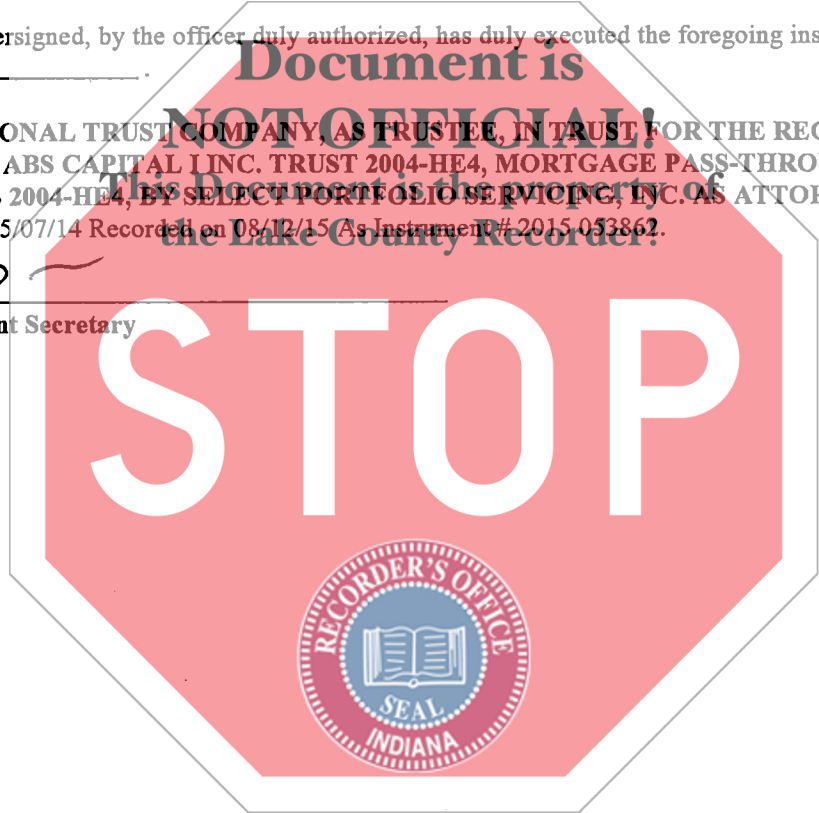 ersigned, by the officer duly authorized, has duly executed the foregoing ins
Document is
NOT OFFICIAL!
ONAL TRUST COMPANY, AS TRUSTEE, IN TRUST FOR THE REG
ABS CAPITAL I INC. TRUST 2004-HE4, MORTGAGE PASS-THRO
This Document is the property of
2004-HE4, BY SELECT PORTFOLIO SERVICING, INC. AS ATTOR
5/07/14 Recorded on 08/12/15 As Instrument# 2015 053862.
the Lake County Recorder!
nt Secretary
STOP
RECORDER'S OFFICE
SEAL
INDIANA